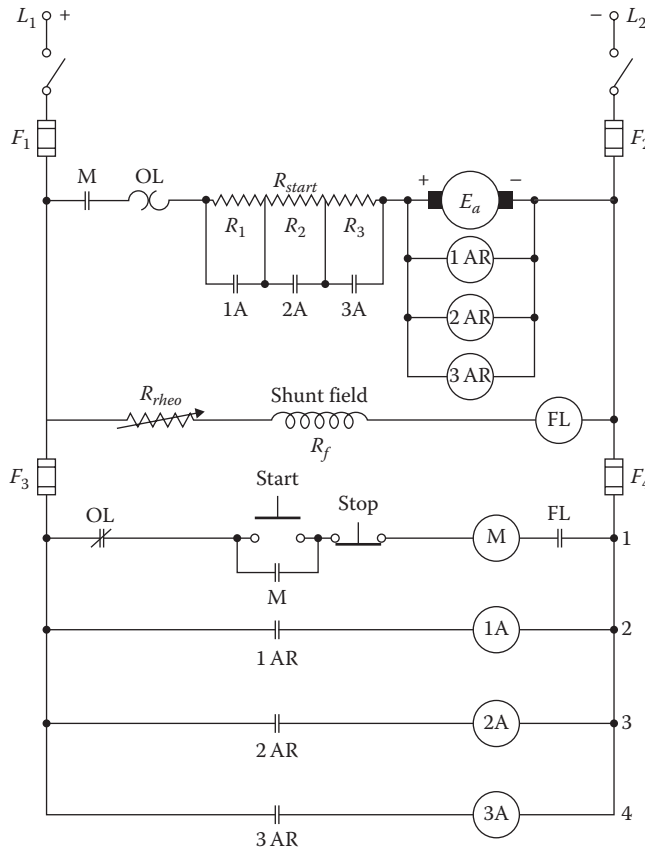 L1 + − L2
F1 F2
M OL Rstart + Ea −
R1 R2 R3
1 AR
1A 2A 3A
2 AR
3 AR
Rrheo Shunt field FL
Rf
F3 F4
Start
OL Stop FL
M 1
M
1A 2
1 AR
2A 3
2 AR
3A 4
3 AR